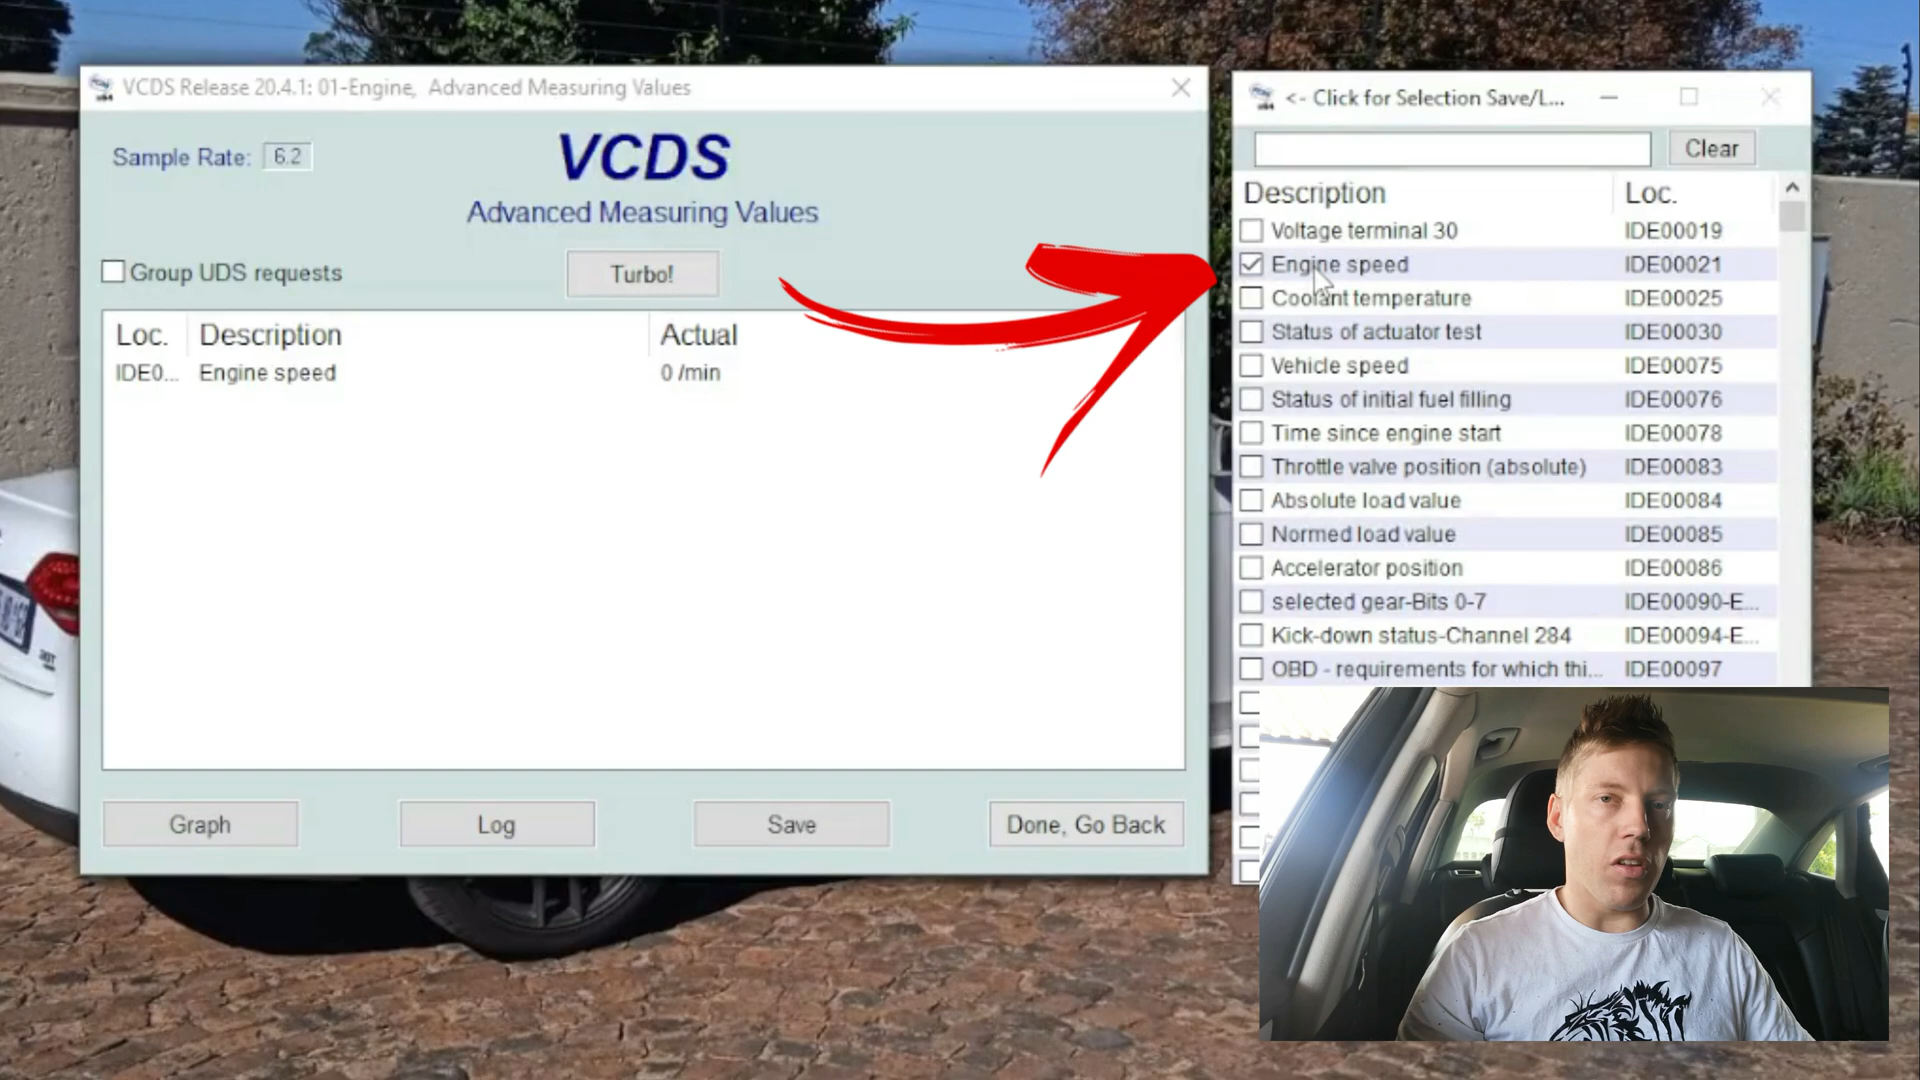 VCDS Release 20.4.1: 01-Engine, Advanced Measuring Values
Sample Rate: 6.2
VCDS
Advanced Measuring Values
Group UDS requests
Turbo!
Loc. Description Actual
IDE0... Engine speed 0 /min
Graph Log Save Done, Go Back
<- Click for Selection Save/L...
Clear
Description Loc.
Voltage terminal 30 IDE00019
Engine speed IDE00021
Coolant temperature IDE00025
Status of actuator test IDE00030
Vehicle speed IDE00075
Status of initial fuel filling IDE00076
Time since engine start IDE00078
Throttle valve position (absolute) IDE00083
Absolute load value IDE00084
Normed load value IDE00085
Accelerator position IDE00086
selected gear-Bits 0-7 IDE00090-E...
Kick-down status-Channel 284 IDE00094-E...
OBD - requirements for which thi... IDE00097